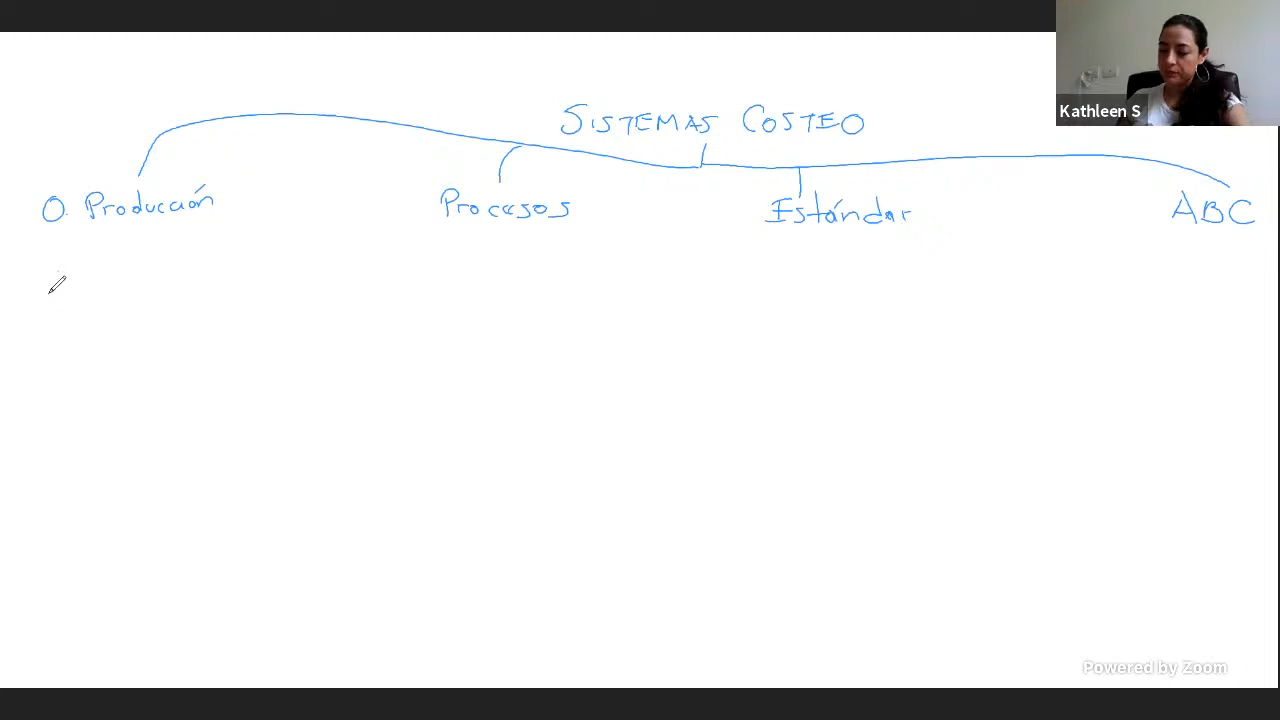 Kathleen S
SISTEMAS COSTEO
O. Producción
Procesos
Estándar
ABC
Powered by Zoom